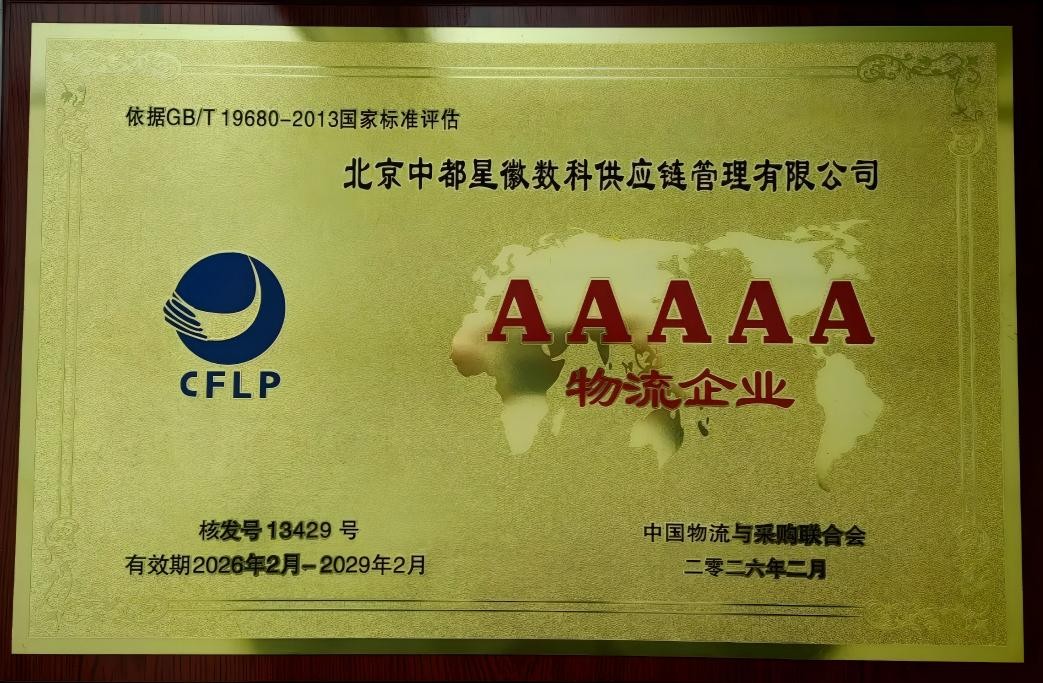 依据GB/T 19680-2013国家标准评估
北京中都星徽数科供应链管理有限公司
AAAAA
物流企业
CFLP
核发号 13429 号
有效期2026年2月-2029年2月
中国物流与采购联合会
二零二六年二月